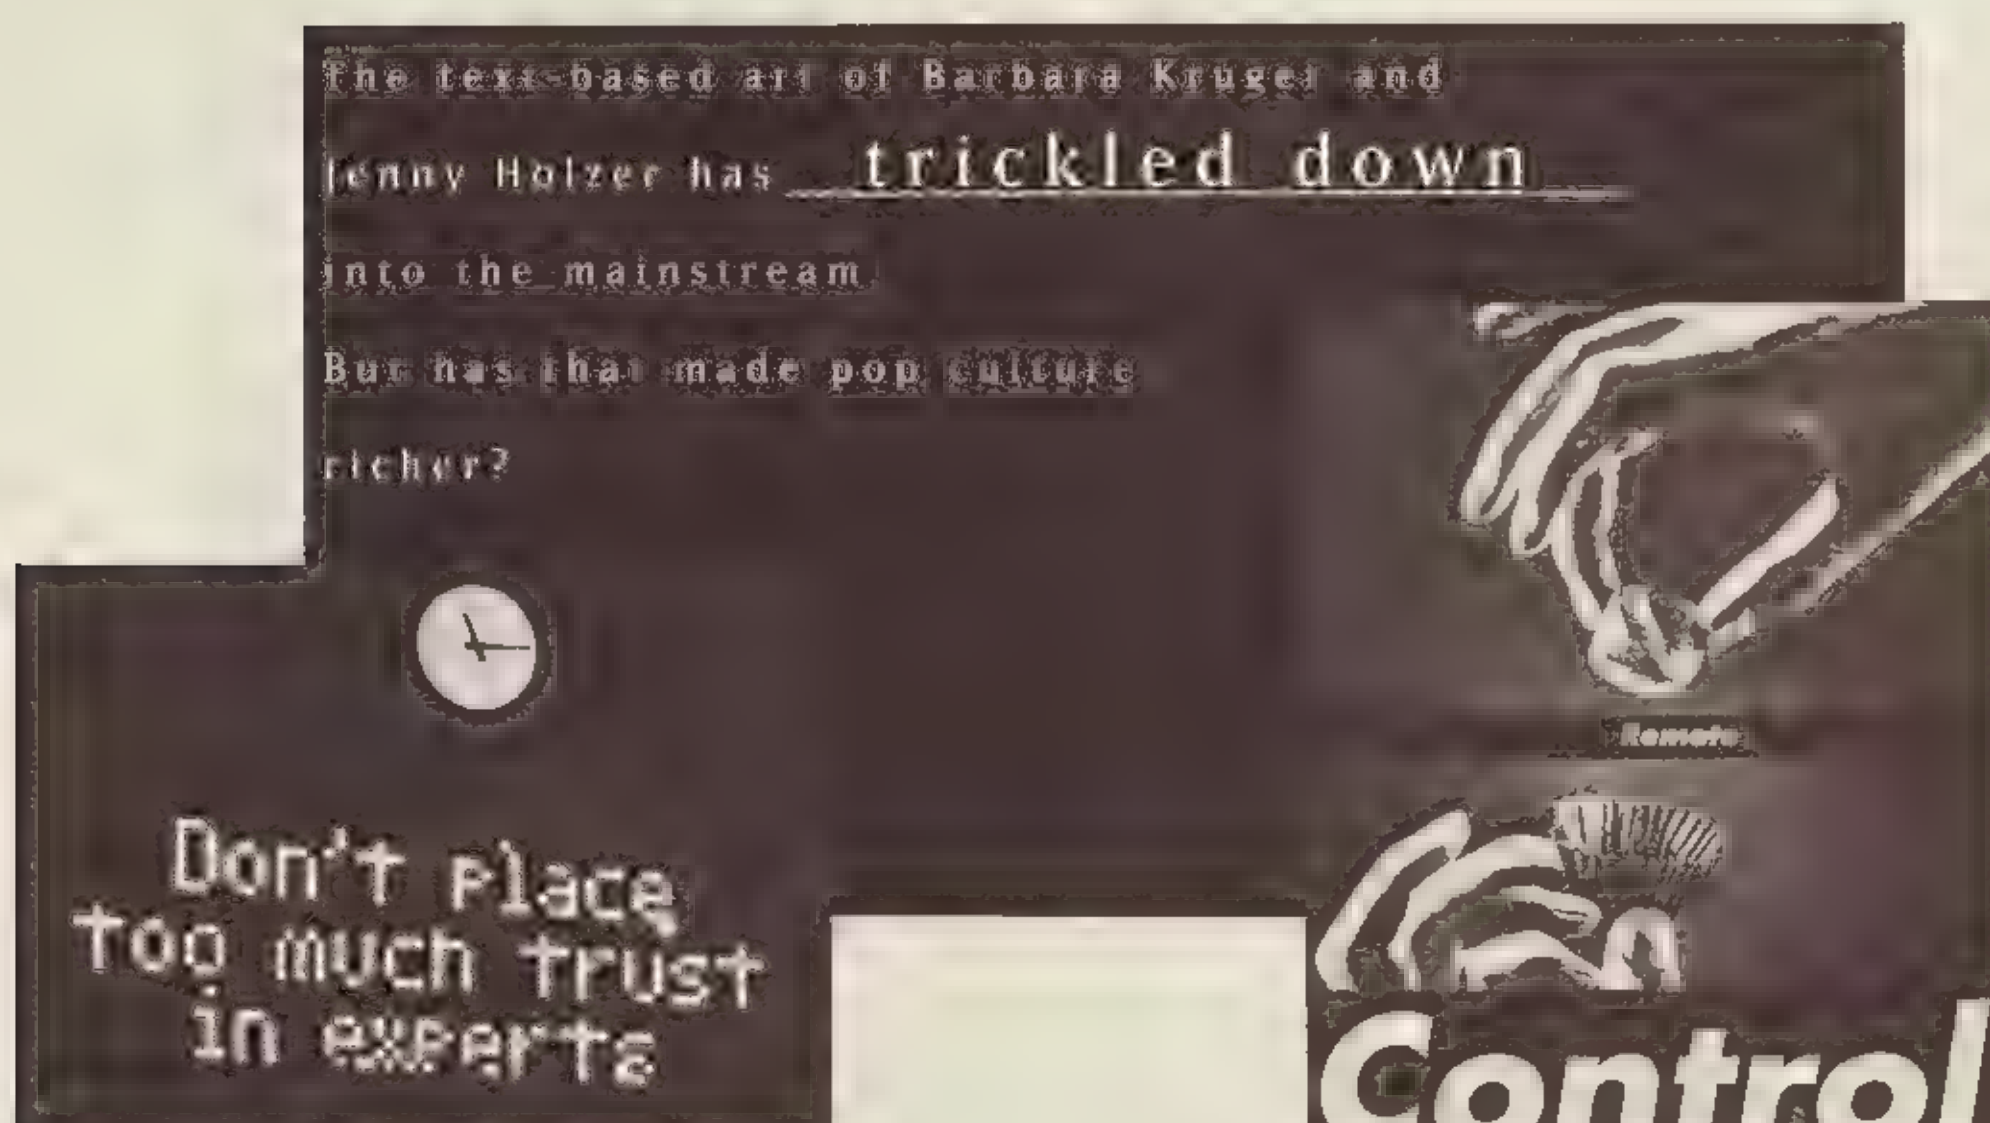 The text-based art of Barbara Kruger and
Jenny Holzer has trickled down
into the mainstream
But has that made pop culture
richer?
Don't place
too much trust
in experts
Remote
Control